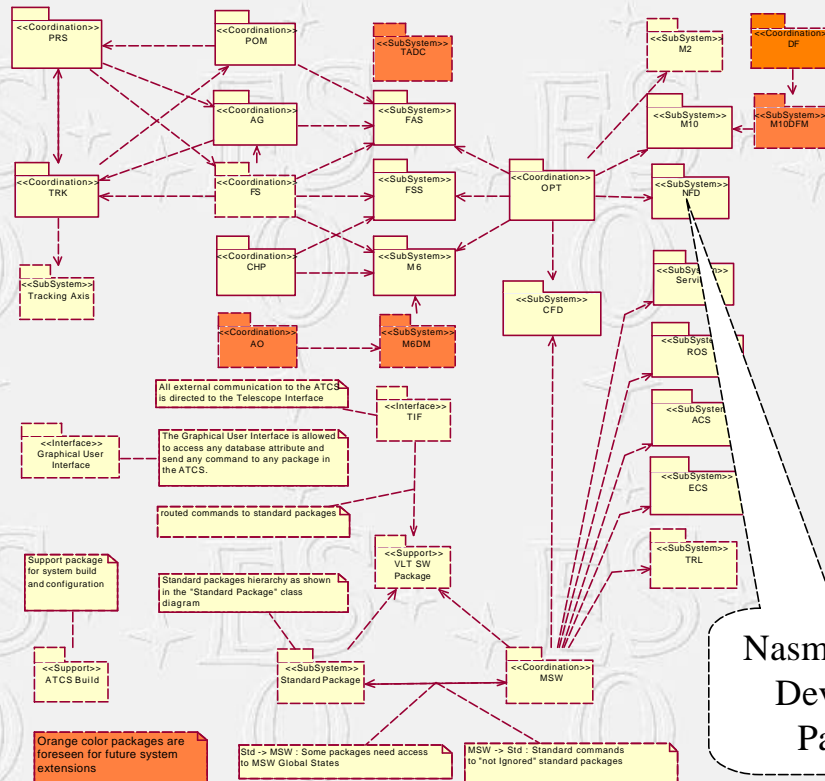 <<Coordination>>
PRS
<<Coordination>>
POM
<<SubSystem>>
TADC
<<SubSystem>>
M2
<<Coordination
DF
<<Coordination>>
AG
<<SubSystem>>
FAS
<<SubSystem>>
M10
<<SubSystem>>
M10DFM
<<Coordination>>
TRK
<<Coordination>>
FS
<<SubSystem>>
FSS
<<Coordination>>
OPT
<<SubSystem>>
NFD
<<Coordination>>
CHP
<<SubSystem>>
M6
<<SubSystem>>
Tracking Axis
<<SubSystem>>
CFD
<<SubSy
Servi
<<Coordination>>
AO
<<SubSystem>>
M6DM
<<SubSystem>
ROS
All external communication to the ATCS
is directed to the Telescope Interface
<<Interface>>
TIF
<<SubSystem
ACS
<<Interface>>
Graphical User
Interface
The Graphical User Interface is allowed
to access any database attribute and
send any command to any package in
the ATCS.
<<SubSystem>>
ECS
routed commands to standard packages
Support package
for system build
and configuration
Standard packages hierarchy as shown
in the "Standard Package" class
diagram
<<Support>>
VLT SW
Package
<<SubSystem>>
TRL
<<Support>>
ATCS Build
<<SubSystem>>
Standard Package
<<Coordination>>
MSW
Nasm
Dev
Pa
Orange color packages are
foreseen for future system
extensions
Std -> MSW : Some packages need access
to MSW Global States
MSW -> Std : Standard commands
to "not Ignored" standard packages